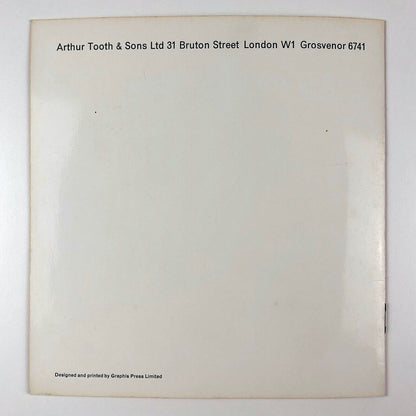 Arthur Tooth & Sons Ltd 31 Bruton Street London W1 Grosvenor 6741
Designed and printed by Graphis Press Limited